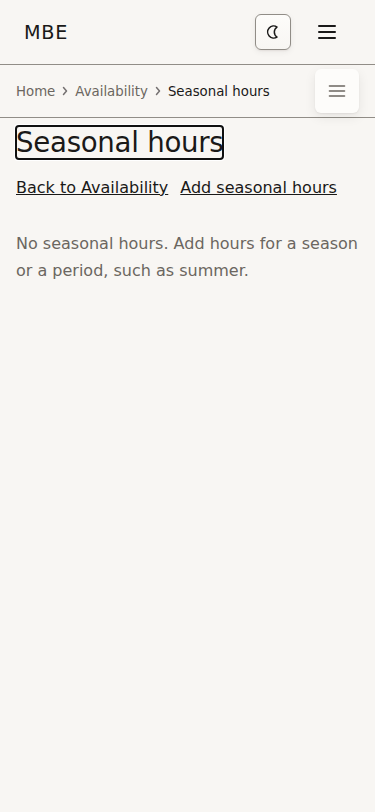 MBE
Home > Availability > Seasonal hours
Seasonal hours
Back to Availability Add seasonal hours
No seasonal hours. Add hours for a season
or a period, such as summer.